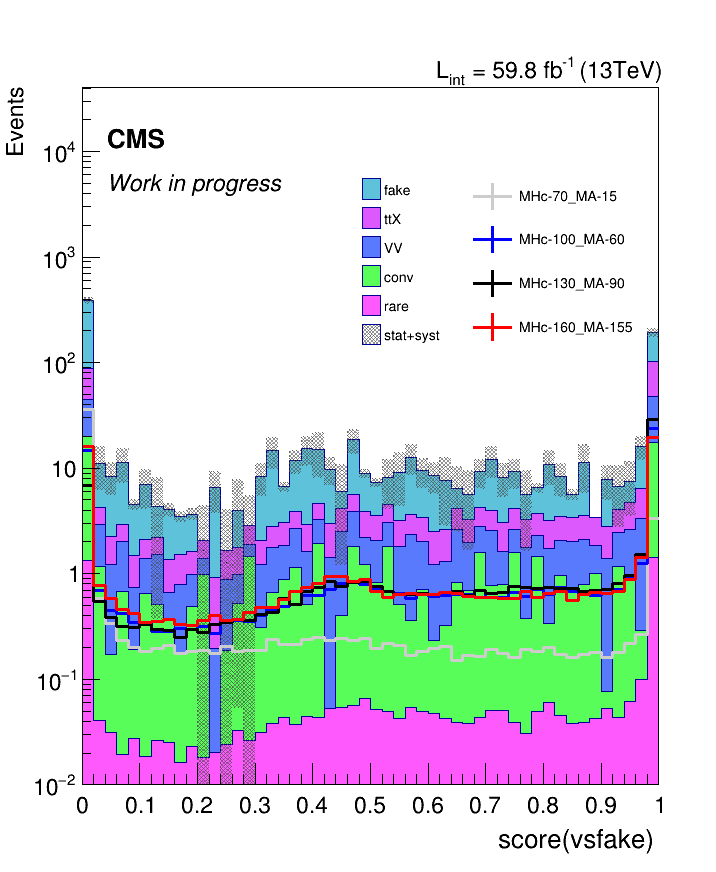 L_int = 59.8 fb^-1 (13TeV)
Events
CMS
Work in progress
fake
ttX
VV
conv
rare
stat+syst
MHc-70_MA-15
MHc-100_MA-60
MHc-130_MA-90
MHc-160_MA-155
10^4
10^3
10^2
10
1
10^−1
10^−2
0 0.1 0.2 0.3 0.4 0.5 0.6 0.7 0.8 0.9 1
score(vsfake)